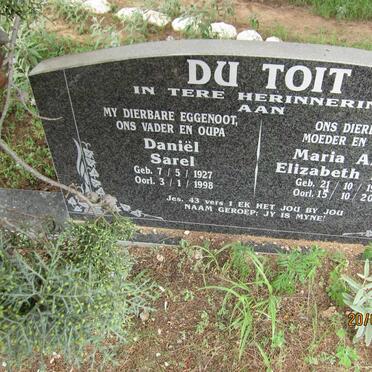 DU TOIT
IN TERE HERINNERIN
AAN
MY DIERBARE EGGENOOT,
ONS VADER EN OUPA
Daniël
Sarel
Geb. 7/5/1927
Oorl. 3/1/1998
ONS DIER
MOEDER EN
Maria A
Elizabeth
Geb. 21/10/1
Oorl. 15/10/20
Jes. 43 vers 1 EK HET JOU BY JOU
NAAM GEROEP; JY IS MYNE!
20/